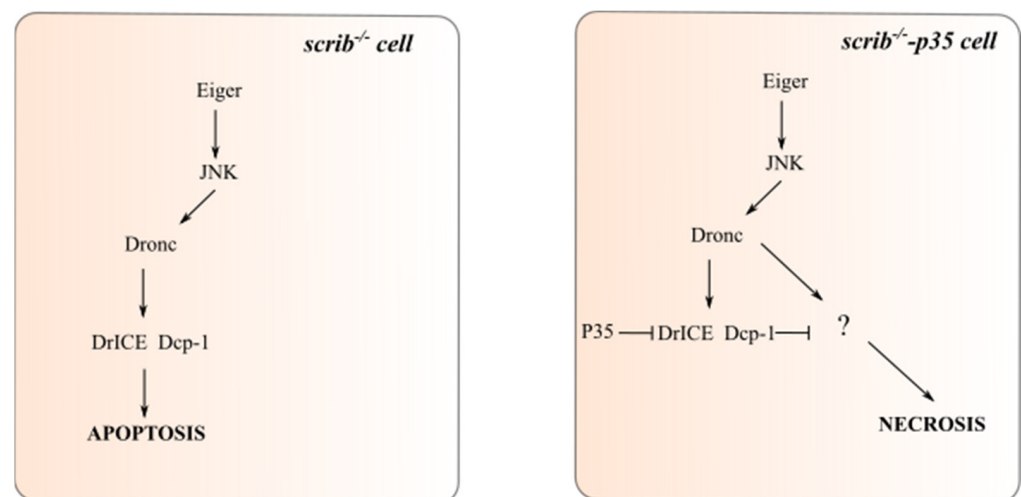 scrib-/- cell
Eiger
JNK
Dronc
DrICE Dcp-1
APOPTOSIS
scrib-/--p35 cell
Eiger
JNK
Dronc
P35 DrICE Dcp-1 ?
NECROSIS